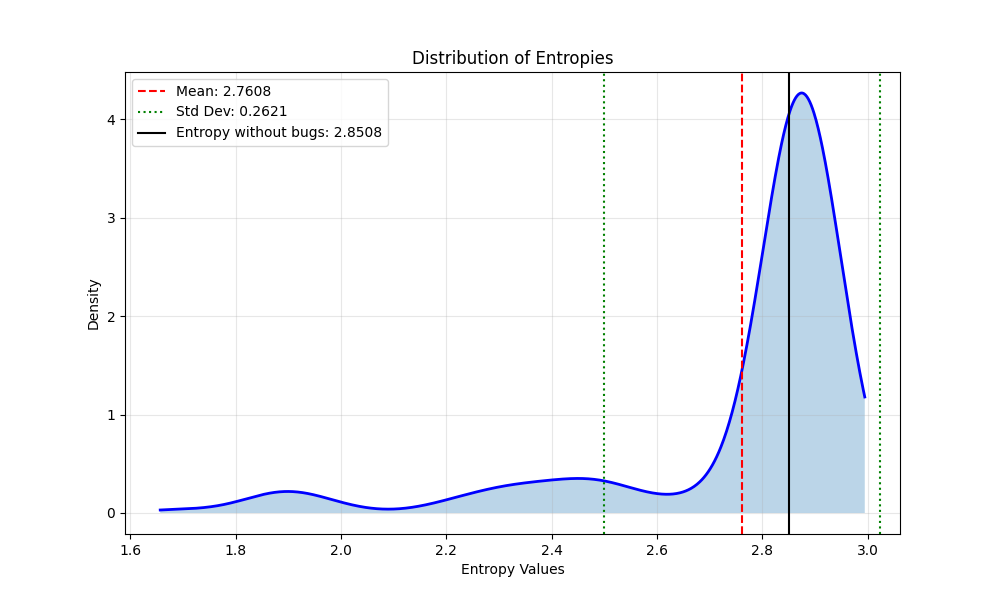 Distribution of Entropies
Mean: 2.7608
Std Dev: 0.2621
Entropy without bugs: 2.8508
Density
4
3
2
1
0
1.6 1.8 2.0 2.2 2.4 2.6 2.8 3.0
Entropy Values